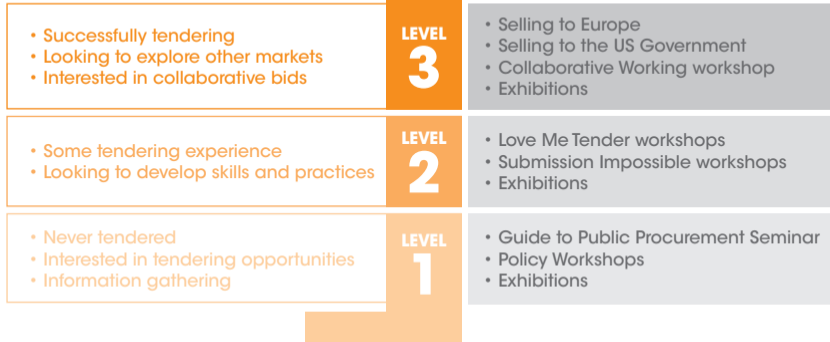 • Successfully tendering
• Looking to explore other markets
• Interested in collaborative bids
LEVEL
3
• Selling to Europe
• Selling to the US Government
• Collaborative Working workshop
• Exhibitions
• Some tendering experience
• Looking to develop skills and practices
LEVEL
2
• Love Me Tender workshops
• Submission Impossible workshops
• Exhibitions
• Never tendered
• Interested in tendering opportunities
• Information gathering
LEVEL
1
• Guide to Public Procurement Seminar
• Policy Workshops
• Exhibitions